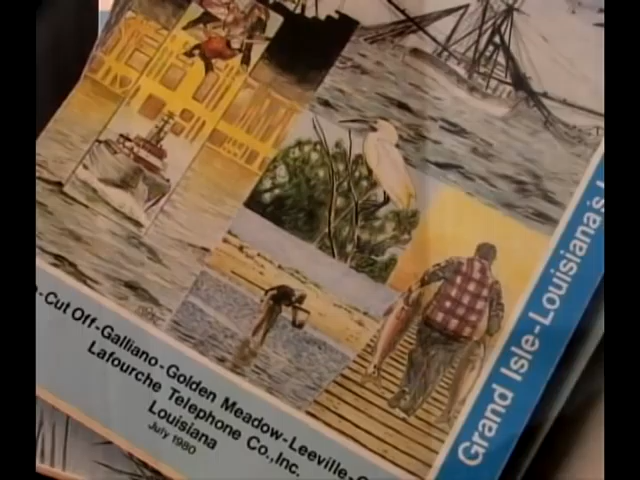 -Cut Off-Galliano-Golden Meadow-Leeville-
Lafourche Telephone Co.,Inc.
Louisiana
July 1980
Grand Isle-Louisiana's